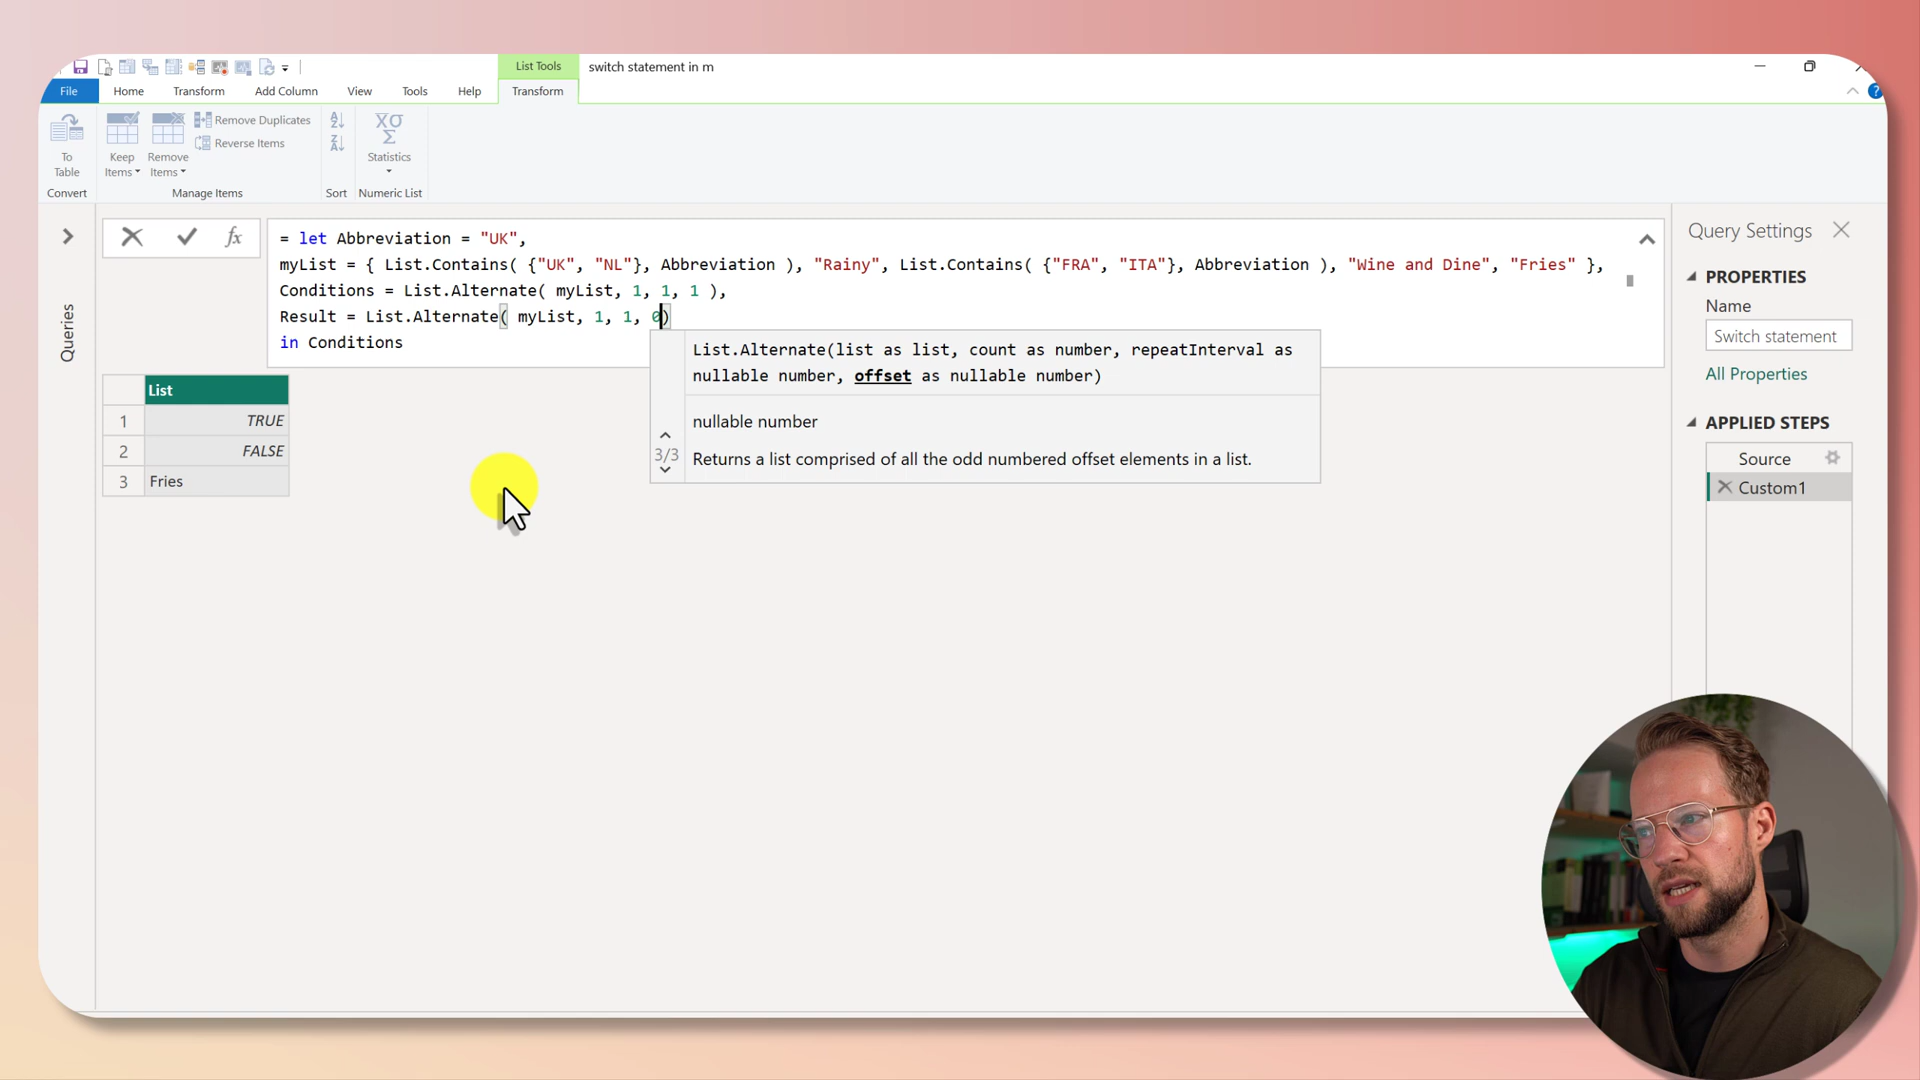 List Tools
switch statement in m
File
Home
Transform
Add Column
View
Tools
Help
Transform
To Table
Keep Items
Remove Items
Remove Duplicates
Reverse Items
Statistics
Convert
Manage Items
Sort
Numeric List
Queries
= let Abbreviation = "UK",
myList = { List.Contains( {"UK", "NL"}, Abbreviation ), "Rainy", List.Contains( {"FRA", "ITA"}, Abbreviation ), "Wine and Dine", "Fries" },
Conditions = List.Alternate( myList, 1, 1, 1 ),
Result = List.Alternate( myList, 1, 1, 0)
in Conditions
List.Alternate(list as list, count as number, repeatInterval as
nullable number, offset as nullable number)
nullable number
3/3
Returns a list comprised of all the odd numbered offset elements in a list.
List
1 TRUE
2 FALSE
3 Fries
Query Settings
PROPERTIES
Name
Switch statement
All Properties
APPLIED STEPS
Source
Custom1